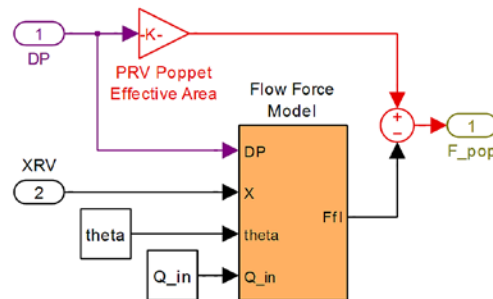 1
DP
-K-
PRV Poppet
Effective Area
Flow Force
Model
+
−
1
F_pop
DP
XRV
2
X
Ffl
theta
theta
Q_in
Q_in